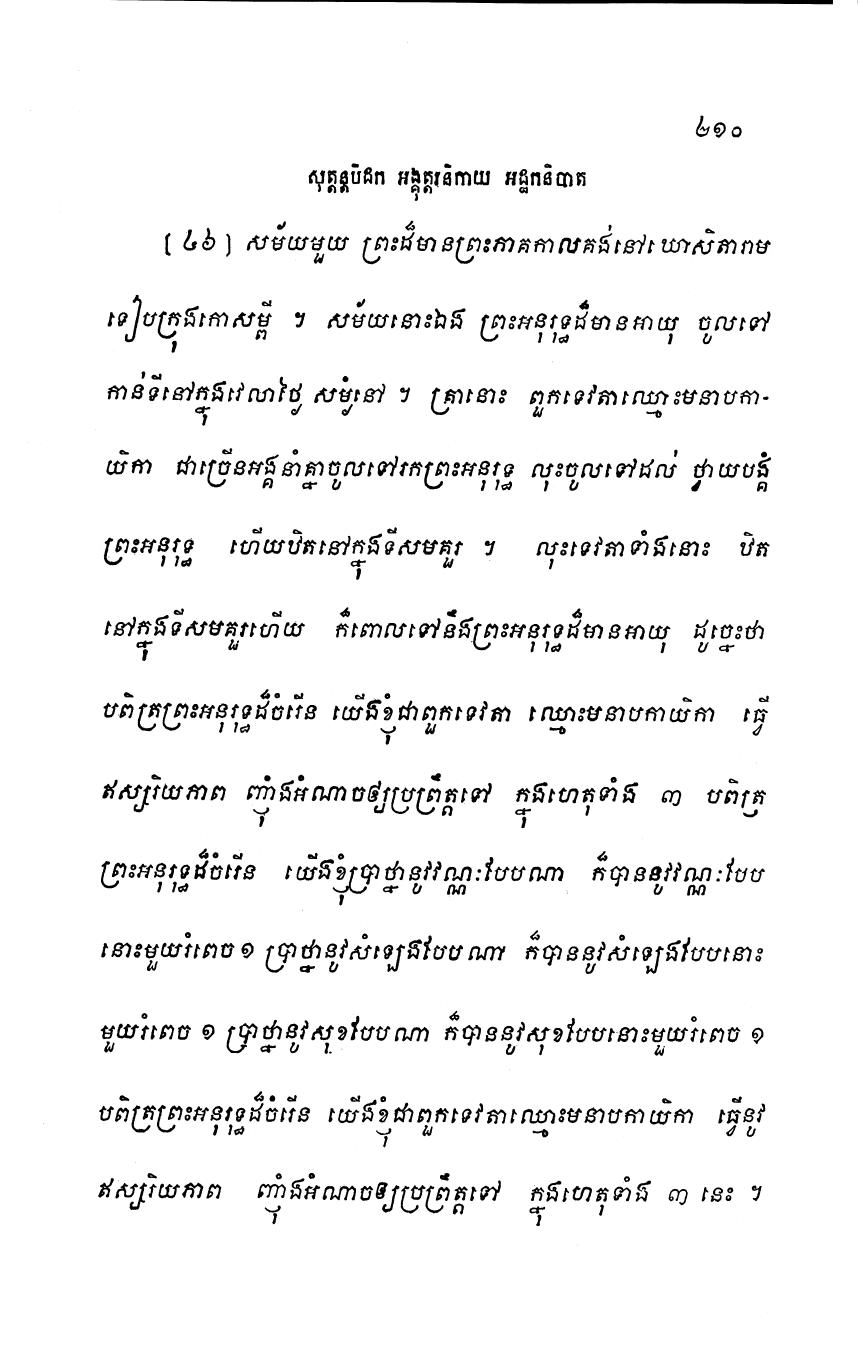 ២១០
សុត្តន្តបិដក អង្គុត្តរនិកាយ អដ្ឋកនិបាត
[ ៤៦ ] សម័យមួយ ព្រះដ៏មានព្រះភាគកាលគង់នៅឃោសិតារាម
ទៀបក្រុងកោសម្ពី ។ សម័យនោះឯង ព្រះអនុរុទ្ធដ៏មានអាយុ ចូលទៅ
កាន់ទីនៅក្នុងវេលាថ្ងៃ សម្ងំនៅ ។ គ្រានោះ ពួកទេវតាឈ្មោះមនាបកា-
យិកា ជាច្រើនអង្គនាំគ្នាចូលទៅរកព្រះអនុរុទ្ធ លុះចូលទៅដល់ ថ្វាយបង្គំ
ព្រះអនុរុទ្ធ ហើយឋិតនៅក្នុងទីសមគួរ ។ លុះទេវតាទាំងនោះ ឋិត
នៅក្នុងទីសមគួរហើយ ក៏ពោលទៅនឹងព្រះអនុរុទ្ធដ៏មានអាយុ ដូច្នេះថា
បពិត្រព្រះអនុរុទ្ធដ៏ចំរើន យើងខ្ញុំជាពួកទេវតា ឈ្មោះមនាបកាយិកា ធ្វើ
ឥស្សរិយភាព ញ៉ាំងអំណាចឲ្យប្រព្រឹត្តទៅ ក្នុងហេតុទាំង ៣ បពិត្រ
ព្រះអនុរុទ្ធដ៏ចំរើន យើងខ្ញុំប្រាថ្នានូវវណ្ណៈបែបណា ក៏បាននូវវណ្ណៈបែប
នោះមួយរំពេច ១ ប្រាថ្នានូវសំឡេងបែបណា ក៏បាននូវសំឡេងបែបនោះ
មួយរំពេច ១ ប្រាថ្នានូវសុខបែបណា ក៏បាននូវសុខបែបនោះមួយរំពេច ១
បពិត្រព្រះអនុរុទ្ធដ៏ចំរើន យើងខ្ញុំជាពួកទេវតាឈ្មោះមនាបកាយិកា ធ្វើនូវ
ឥស្សរិយភាព ញ៉ាំងអំណាចឲ្យប្រព្រឹត្តទៅ ក្នុងហេតុទាំង ៣ នេះ ។